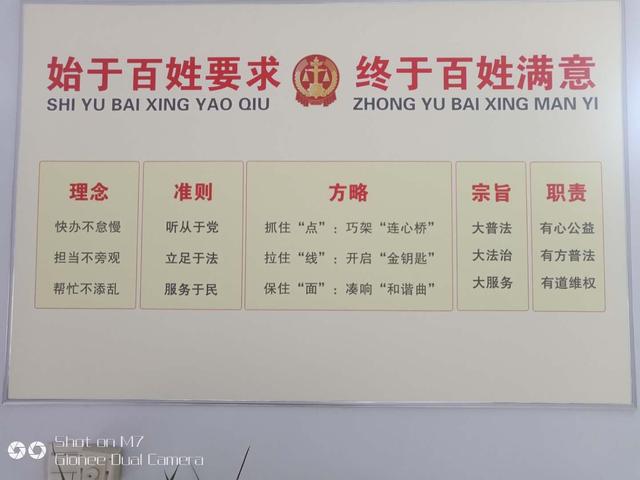 始于百姓要求 终于百姓满意
SHI YU BAI XING YAO QIU ZHONG YU BAI XING MAN YI
理念
快办不怠慢
担当不旁观
帮忙不添乱
准则
听从于党
立足于法
服务于民
方略
抓住“点”：巧架“连心桥”
拉住“线”：开启“金钥匙”
保住“面”：凑响“和谐曲”
宗旨
大普法
大法治
大服务
职责
有心公益
有方普法
有道维权
Shot on M7
Gionee Dual Camera